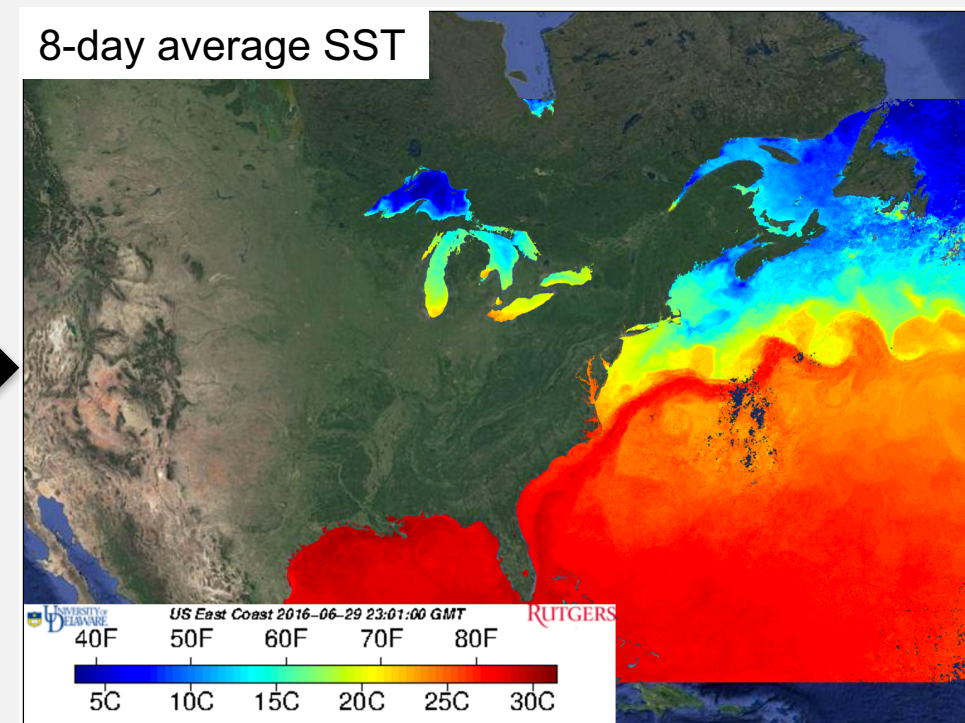 8-day average SST
UNIVERSITY OF DELAWARE
US East Coast 2016-06-29 23:01:00 GMT
RUTGERS
40F 50F 60F 70F 80F
5C 10C 15C 20C 25C 30C